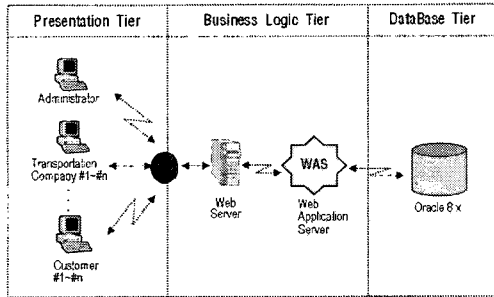 Presentation Tier
Business Logic Tier
DataBase Tier
Administrator
Transportation
Company #1~#n
Customer
#1~#n
Web
Server
WAS
Web
Application
Server
Oracle 8 x